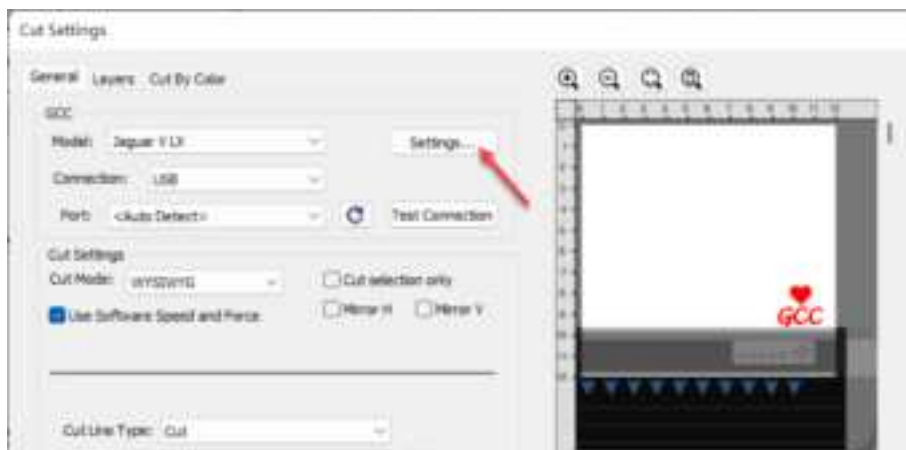 Cut Settings
General Layers Cut By Color
GCC
Model: Jaguar V LX Settings...
Connection: USB
Port: <Auto Detect> Test Connection
Cut Settings
Cut Mode: WYSIWYG Cut selection only
Use Software Speed and Force Mirror H Mirror V
GCC
Cut Line Type: Cut